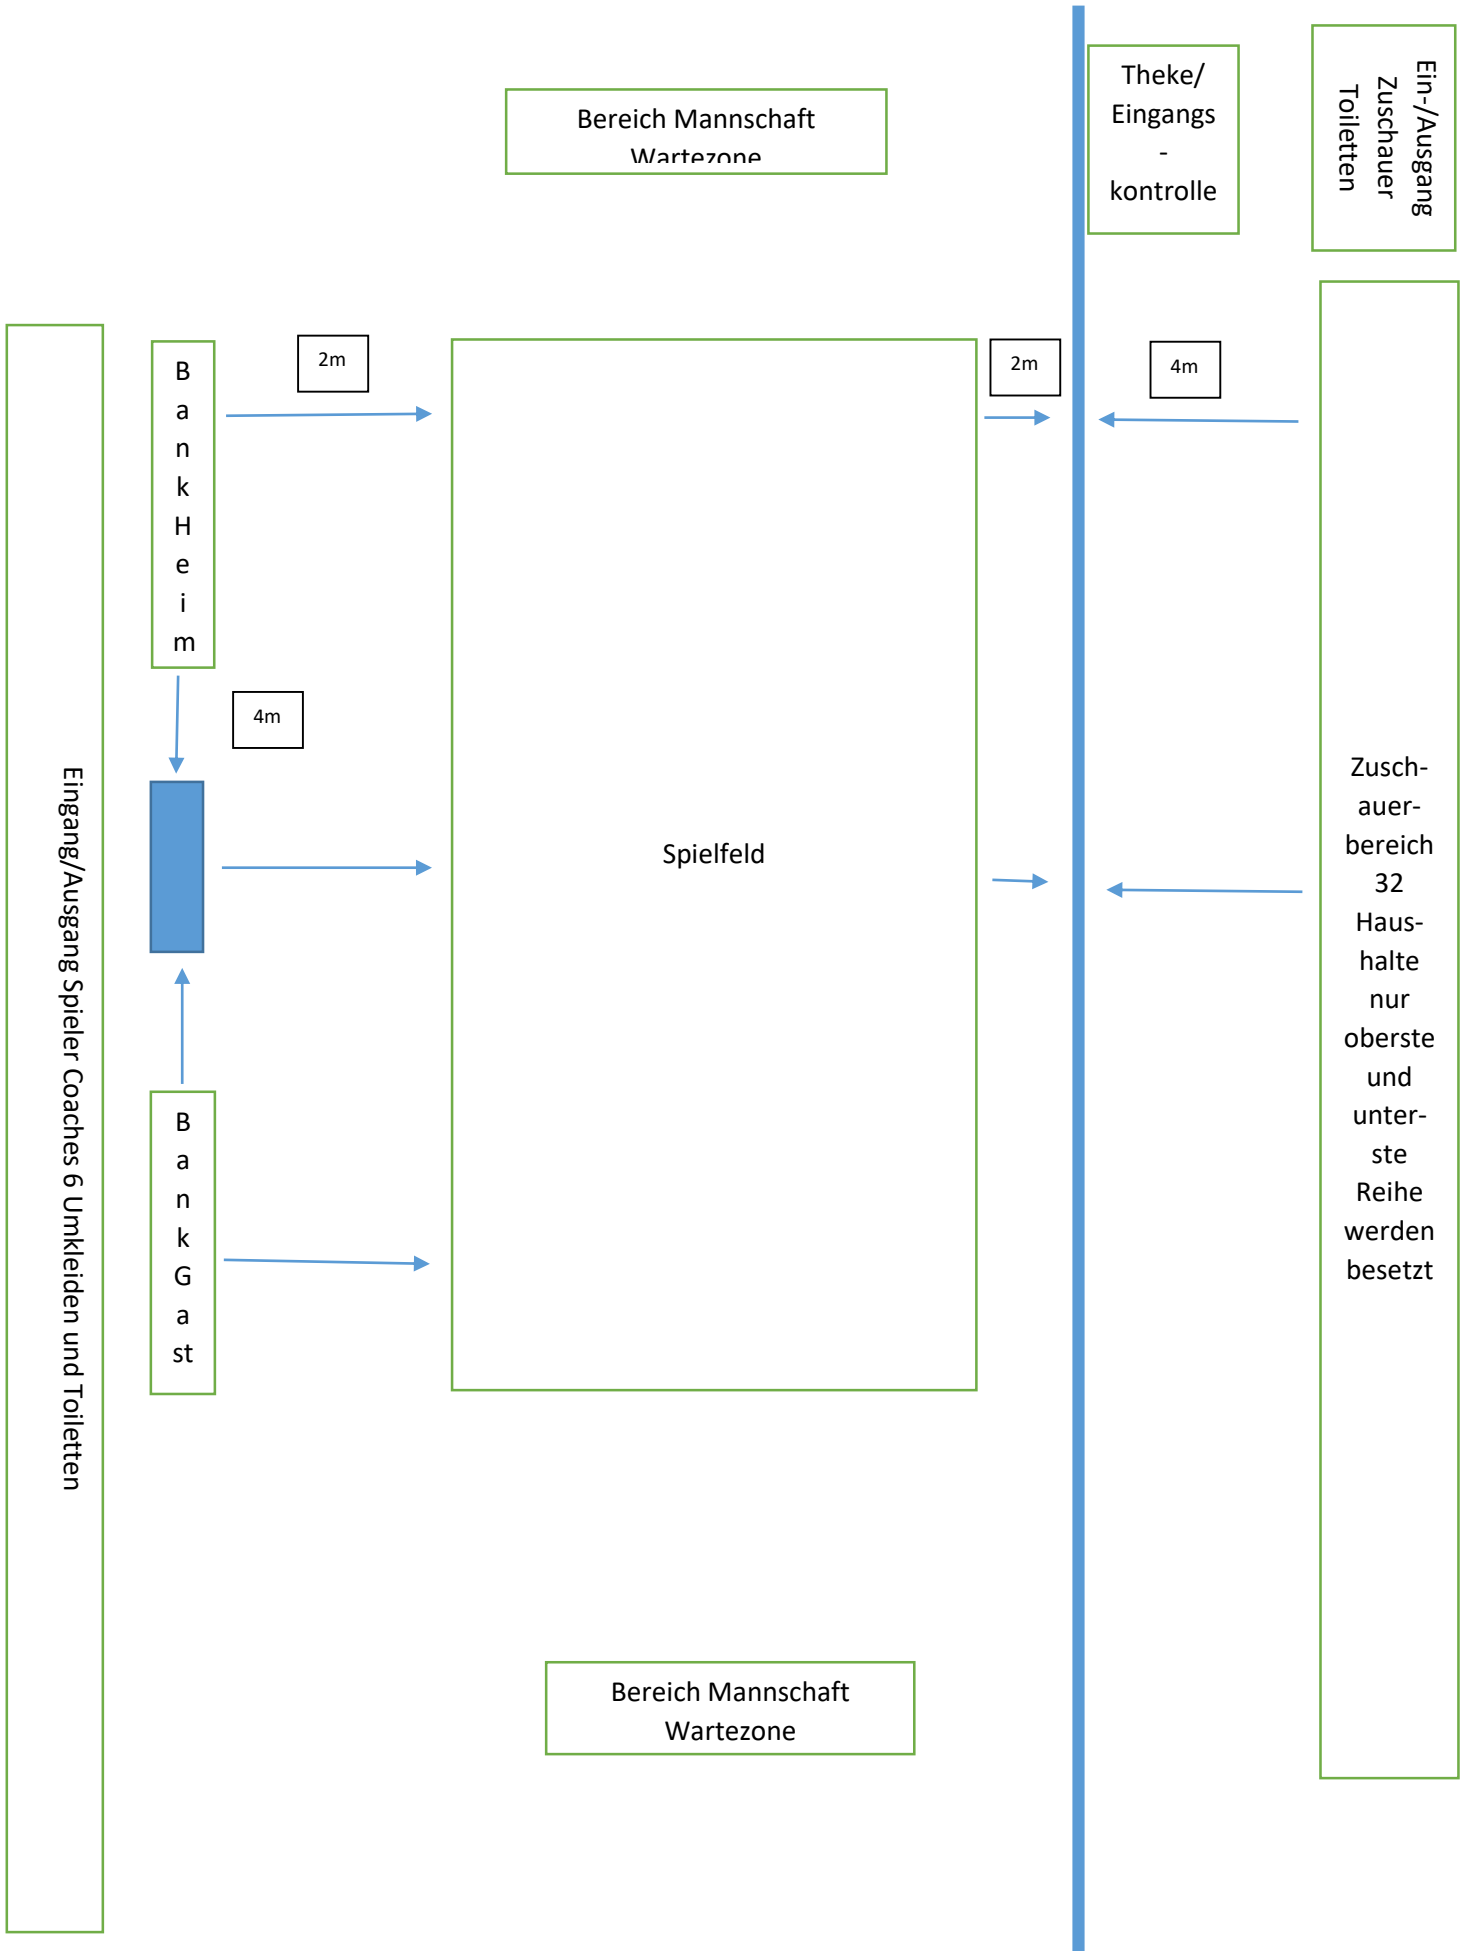 Bereich Mannschaft
Wartezone
Theke/
Eingangs
-
kontrolle
Ein-/Ausgang
Zuschauer
Toiletten
2m
2m
4m
B
a
n
k
H
e
i
m
4m
Eingang/Ausgang Spieler Coaches 6 Umkleiden und Toiletten
Spielfeld
Zusch-
auer-
bereich
32
Haus-
halte
nur
oberste
und
unter-
ste
Reihe
werden
besetzt
B
a
n
k
G
a
st
Bereich Mannschaft
Wartezone